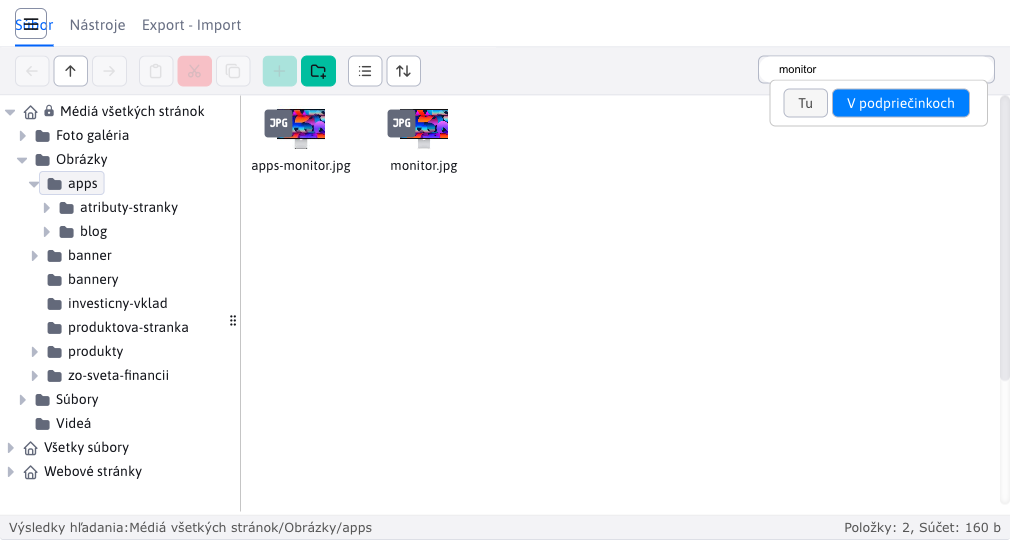 Súbor Nástroje Export - Import
monitor
Tu V podpriečinkoch
Médiá všetkých stránok
Foto galéria
Obrázky
apps
atributy-stranky
blog
banner
bannery
investicny-vklad
produktova-stranka
produkty
zo-sveta-financii
Súbory
Videá
Všetky súbory
Webové stránky
JPG JPG
apps-monitor.jpg monitor.jpg
Výsledky hľadania:Médiá všetkých stránok/Obrázky/apps Položky: 2, Súčet: 160 b